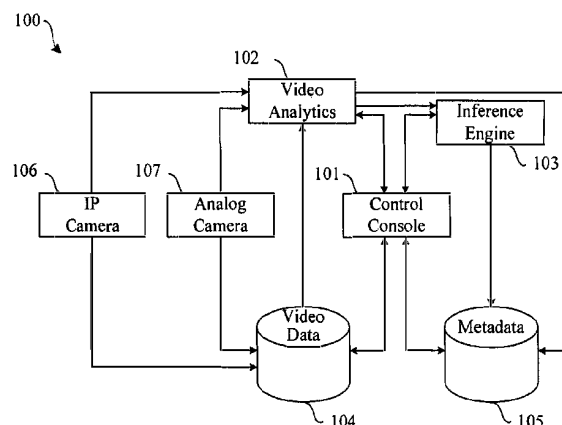 100
102
Video
Analytics
Inference
Engine
103
106
IP
Camera
107
Analog
Camera
101
Control
Console
Video
Data
104
Metadata
105